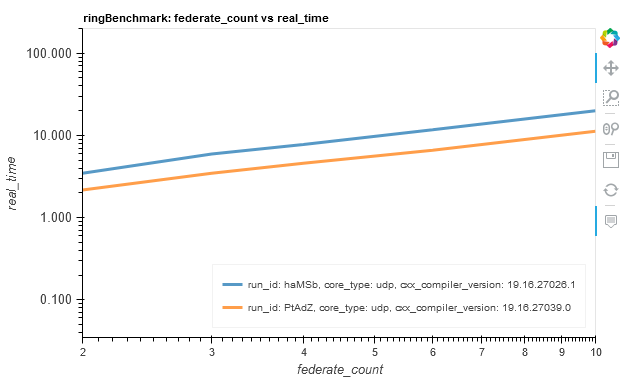 ringBenchmark: federate_count vs real_time
100.000
10.000
1.000
0.100
real_time
run_id: haMSb, core_type: udp, cxx_compiler_version: 19.16.27026.1
run_id: PtAdZ, core_type: udp, cxx_compiler_version: 19.16.27039.0
2 3 4 5 6 7 8 9 10
federate_count